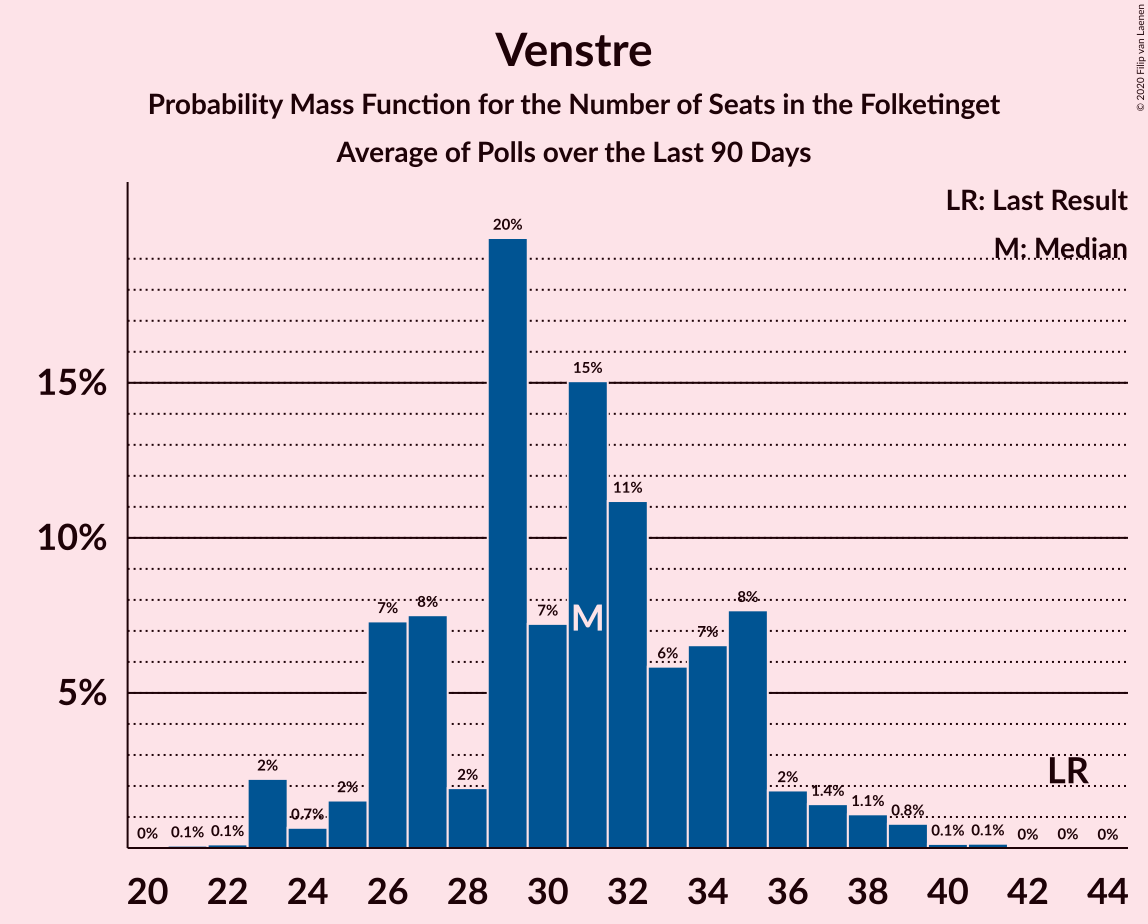 © 2020 Filip van Laenen
Venstre
Probability Mass Function for the Number of Seats in the Folketinget
Average of Polls over the Last 90 Days
LR: Last Result
M: Median
15%
10%
5%
0% 0.1% 0.1% 2% 0.7% 2% 7% 8% 2% 20% 7% 15% 11% 6% 7% 8% 2% 1.4% 1.1% 0.8% 0.1% 0.1% 0% 0% 0%
M
LR
20 22 24 26 28 30 32 34 36 38 40 42 44